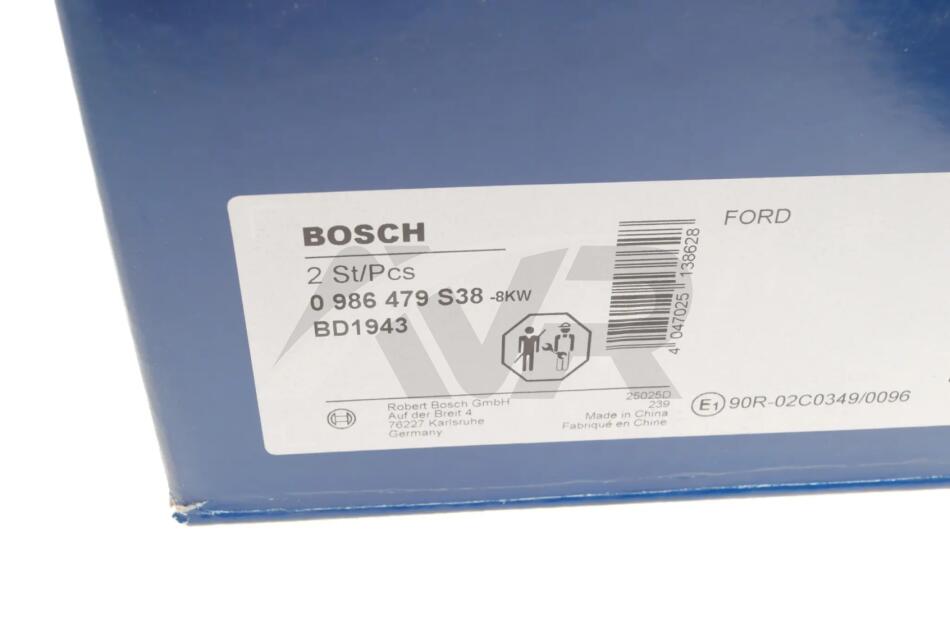 BOSCH
2 St/Pcs
0 986 479 S38 -8KW
BD1943
4 047025 138628
FORD
Robert Bosch GmbH
Auf der Breit 4
76227 Karlsruhe
Germany
25025D
239
Made in China
Fabriqué en Chine
E1 90R-02C0349/0096